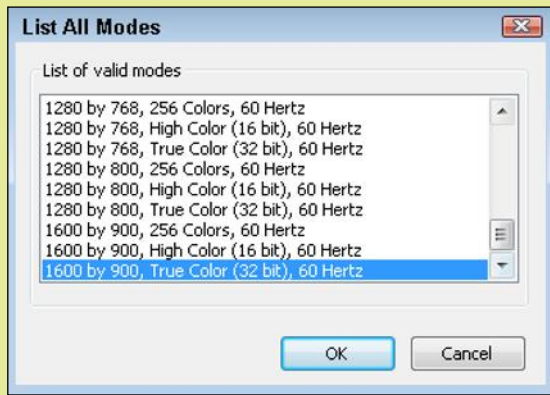 List All Modes
List of valid modes
1280 by 768, 256 Colors, 60 Hertz
1280 by 768, High Color (16 bit), 60 Hertz
1280 by 768, True Color (32 bit), 60 Hertz
1280 by 800, 256 Colors, 60 Hertz
1280 by 800, High Color (16 bit), 60 Hertz
1280 by 800, True Color (32 bit), 60 Hertz
1600 by 900, 256 Colors, 60 Hertz
1600 by 900, High Color (16 bit), 60 Hertz
1600 by 900, True Color (32 bit), 60 Hertz
OK Cancel